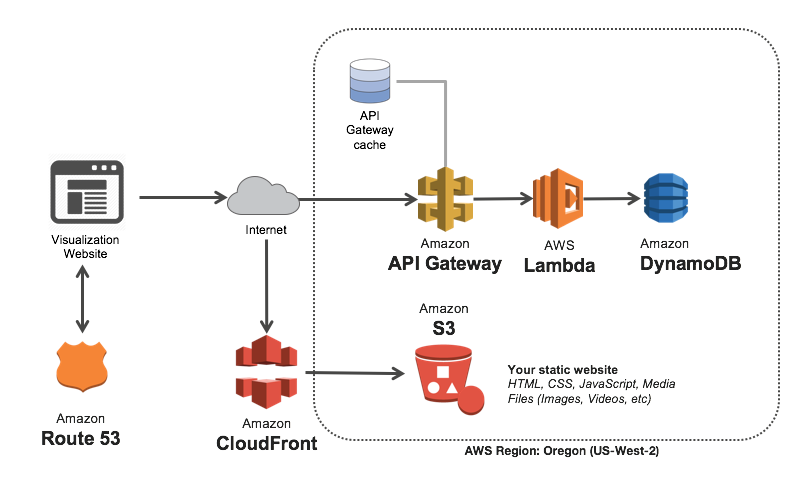 API
Gateway
cache
Visualization
Website
Internet
Amazon
API Gateway
AWS
Lambda
Amazon
DynamoDB
Amazon
S3
Your static website
HTML, CSS, JavaScript, Media
Files (Images, Videos, etc)
Amazon
Route 53
Amazon
CloudFront
AWS Region: Oregon (US-West-2)